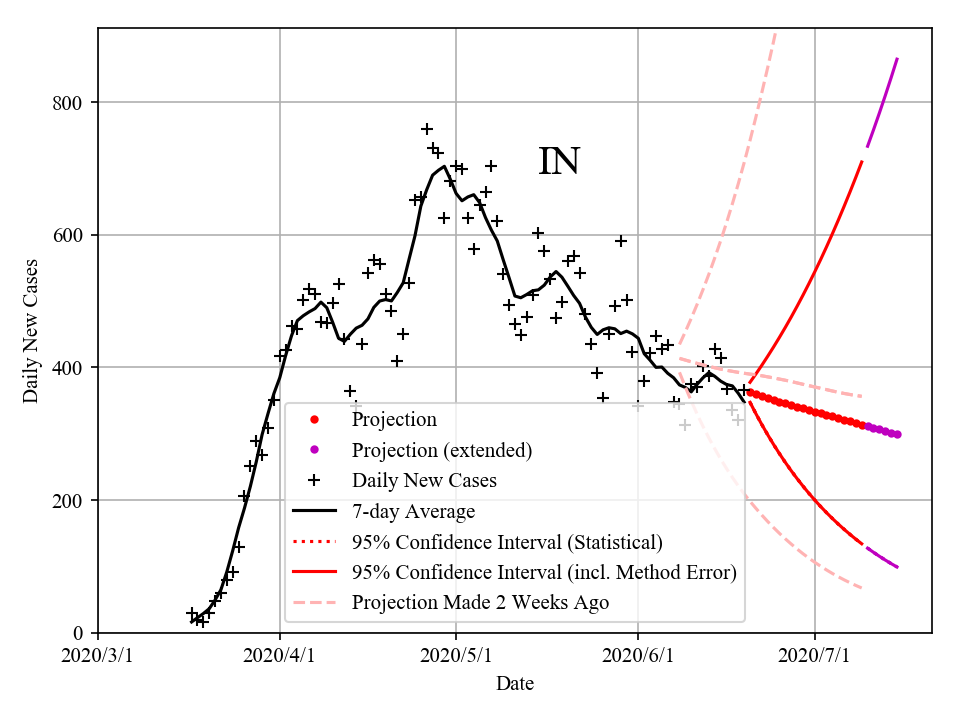 800
600
400
200
0
Daily New Cases
IN
Projection
Projection (extended)
Daily New Cases
7-day Average
95% Confidence Interval (Statistical)
95% Confidence Interval (incl. Method Error)
Projection Made 2 Weeks Ago
2020/3/1 2020/4/1 2020/5/1 2020/6/1 2020/7/1
Date